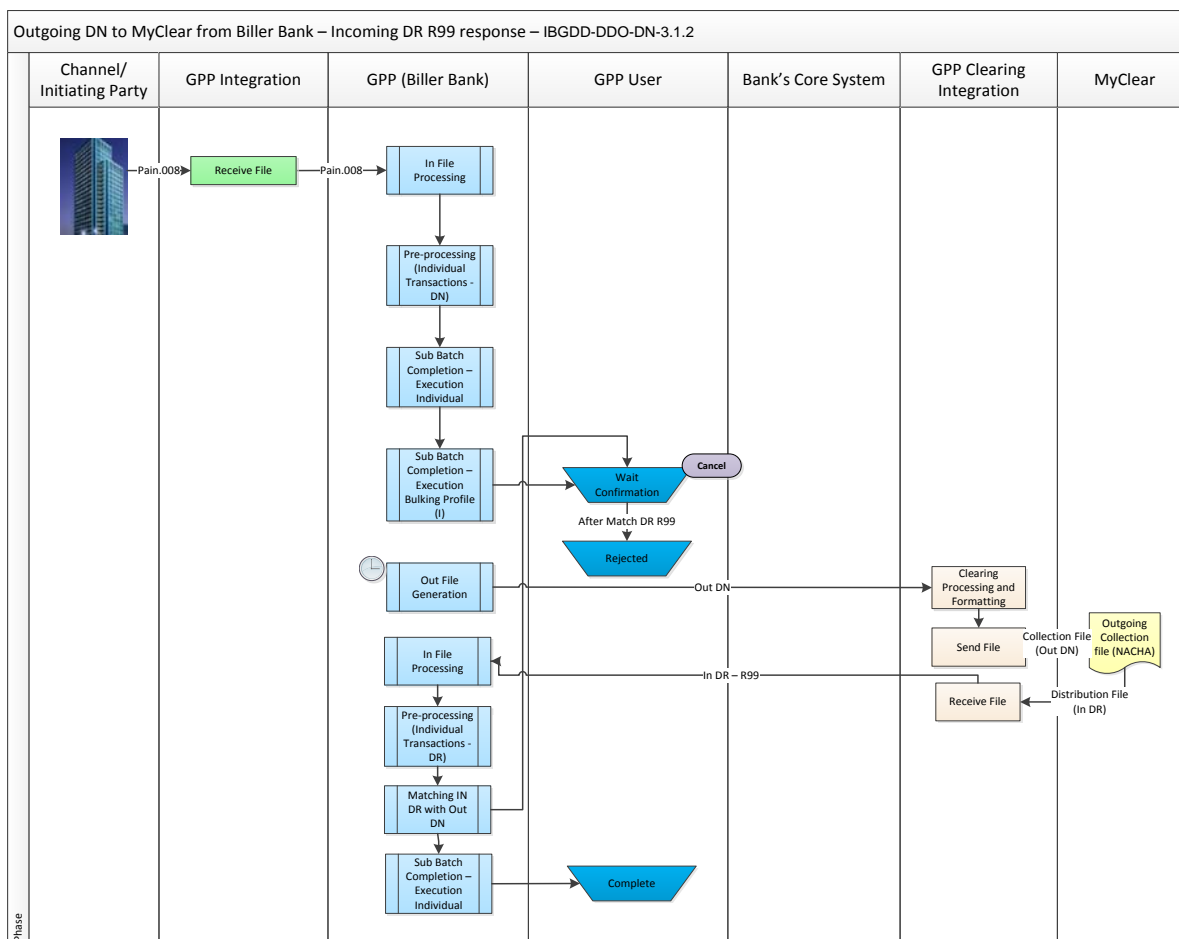 Outgoing DN to MyClear from Biller Bank – Incoming DR R99 response – IBGDD-DDO-DN-3.1.2
Channel/
Initiating Party
GPP Integration
GPP (Biller Bank)
GPP User
Bank's Core System
GPP Clearing
Integration
MyClear
Pain.008
Receive File
Pain.008
In File
Processing
Pre-processing
(Individual
Transactions -
DN)
Sub Batch
Completion –
Execution
Individual
Sub Batch
Completion –
Execution
Bulking Profile
(I)
Cancel
Wait
Confirmation
After Match DR R99
Rejected
Out File
Generation
Out DN
Clearing
Processing and
Formatting
Send File
Collection File
(Out DN)
Outgoing
Collection
file (NACHA)
In File
Processing
In DR – R99
Receive File
Distribution File
(In DR)
Pre-processing
(Individual
Transactions -
DR)
Matching IN
DR with Out
DN
Sub Batch
Completion –
Execution
Individual
Complete
Phase